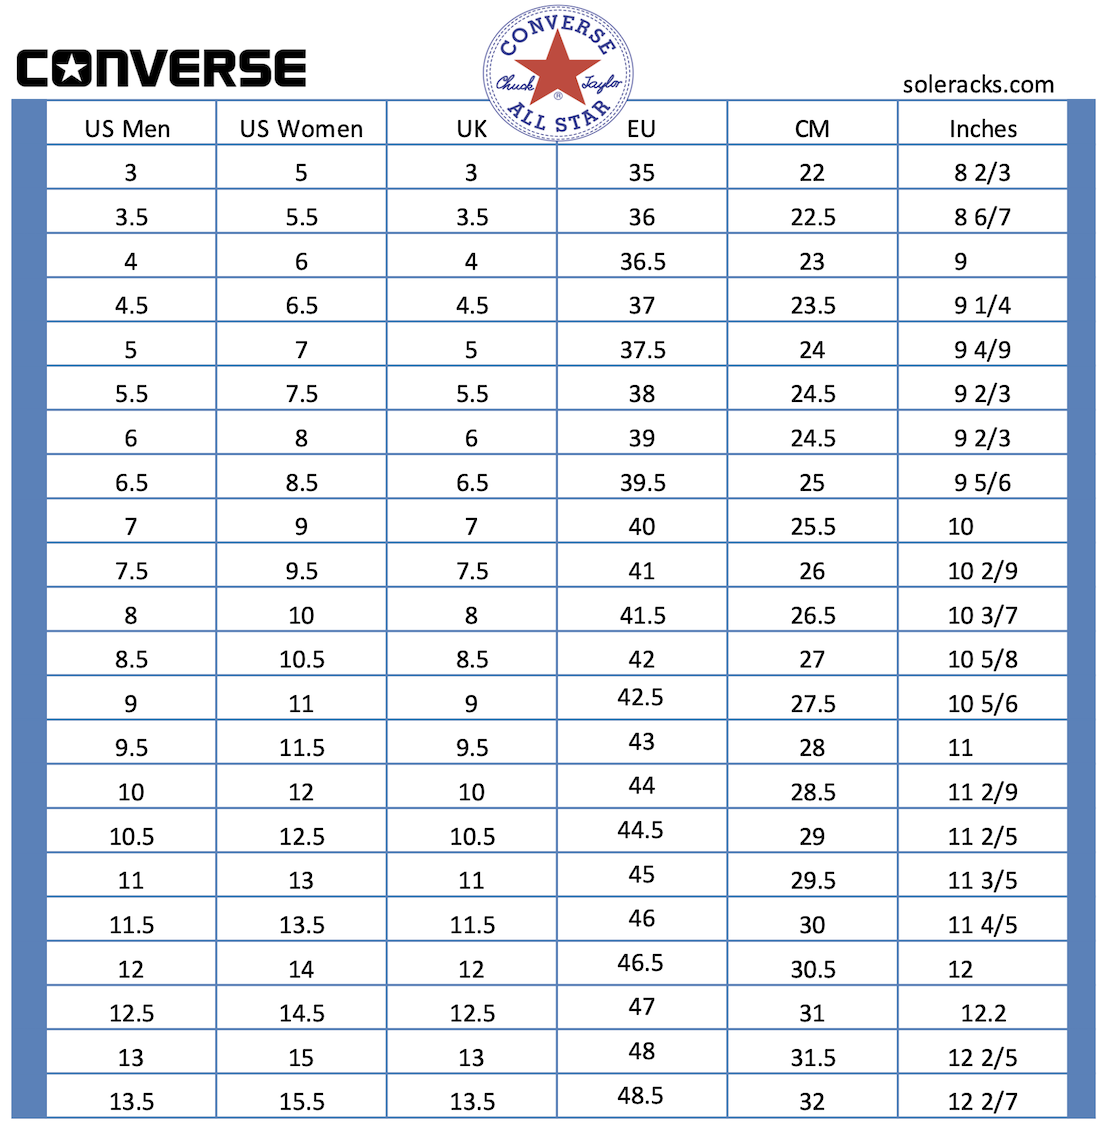 CONVERSE
CONVERSE
Chuck Taylor
®
ALL STAR
soleracks.com
US Men US Women UK EU CM Inches
3 5 3 35 22 8 2/3
3.5 5.5 3.5 36 22.5 8 6/7
4 6 4 36.5 23 9
4.5 6.5 4.5 37 23.5 9 1/4
5 7 5 37.5 24 9 4/9
5.5 7.5 5.5 38 24.5 9 2/3
6 8 6 39 24.5 9 2/3
6.5 8.5 6.5 39.5 25 9 5/6
7 9 7 40 25.5 10
7.5 9.5 7.5 41 26 10 2/9
8 10 8 41.5 26.5 10 3/7
8.5 10.5 8.5 42 27 10 5/8
9 11 9 42.5 27.5 10 5/6
9.5 11.5 9.5 43 28 11
10 12 10 44 28.5 11 2/9
10.5 12.5 10.5 44.5 29 11 2/5
11 13 11 45 29.5 11 3/5
11.5 13.5 11.5 46 30 11 4/5
12 14 12 46.5 30.5 12
12.5 14.5 12.5 47 31 12.2
13 15 13 48 31.5 12 2/5
13.5 15.5 13.5 48.5 32 12 2/7